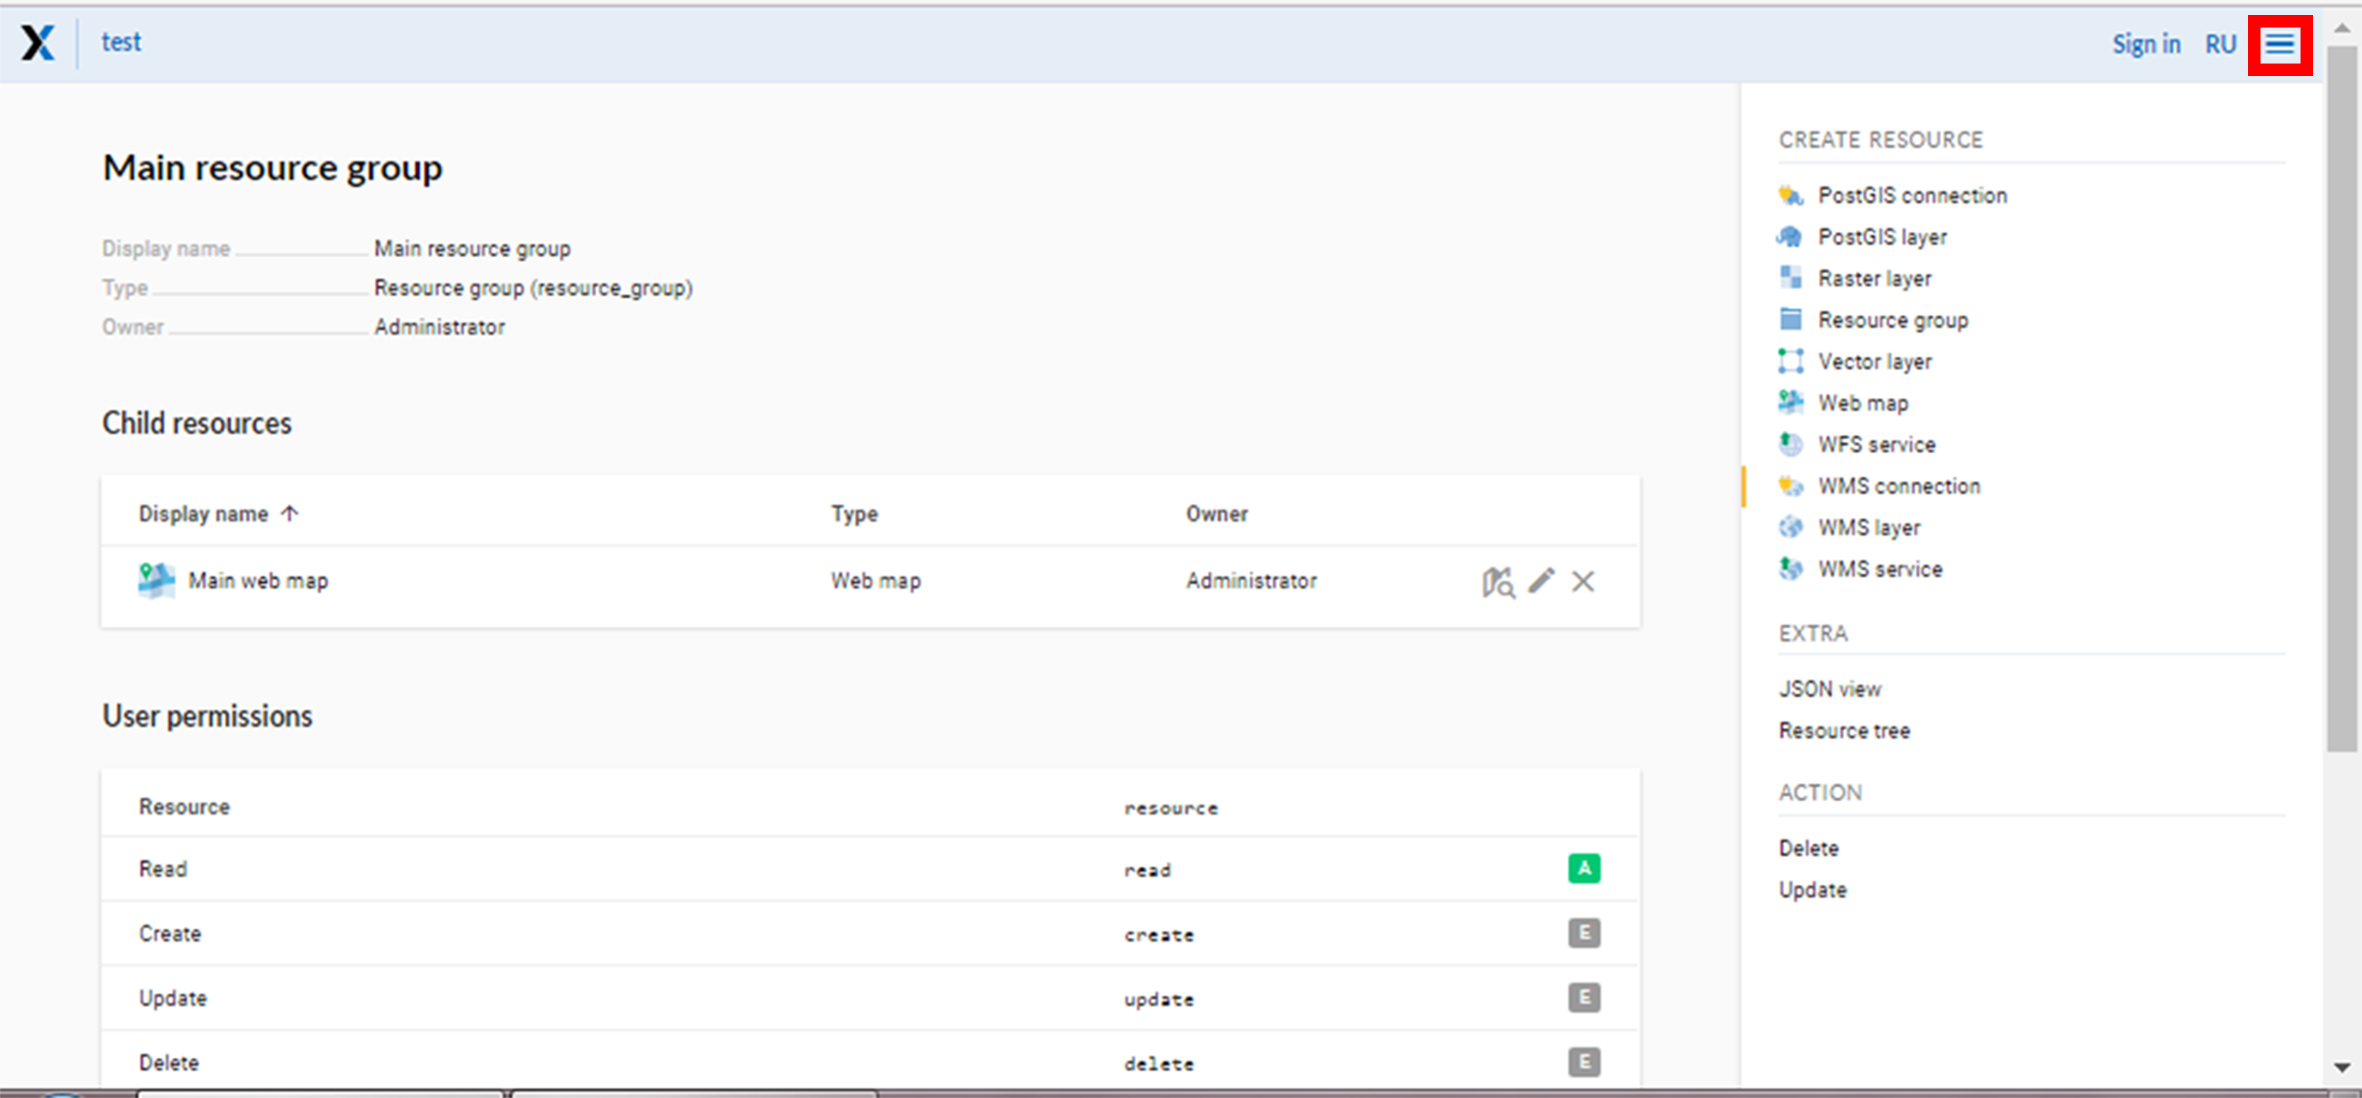 test
Sign in RU
Main resource group
Display name Main resource group
Type Resource group (resource_group)
Owner Administrator
Child resources
Display name ↑ Type Owner
Main web map Web map Administrator
User permissions
Resource resource
Read read A
Create create E
Update update E
Delete delete E
CREATE RESOURCE
PostGIS connection
PostGIS layer
Raster layer
Resource group
Vector layer
Web map
WFS service
WMS connection
WMS layer
WMS service
EXTRA
JSON view
Resource tree
ACTION
Delete
Update